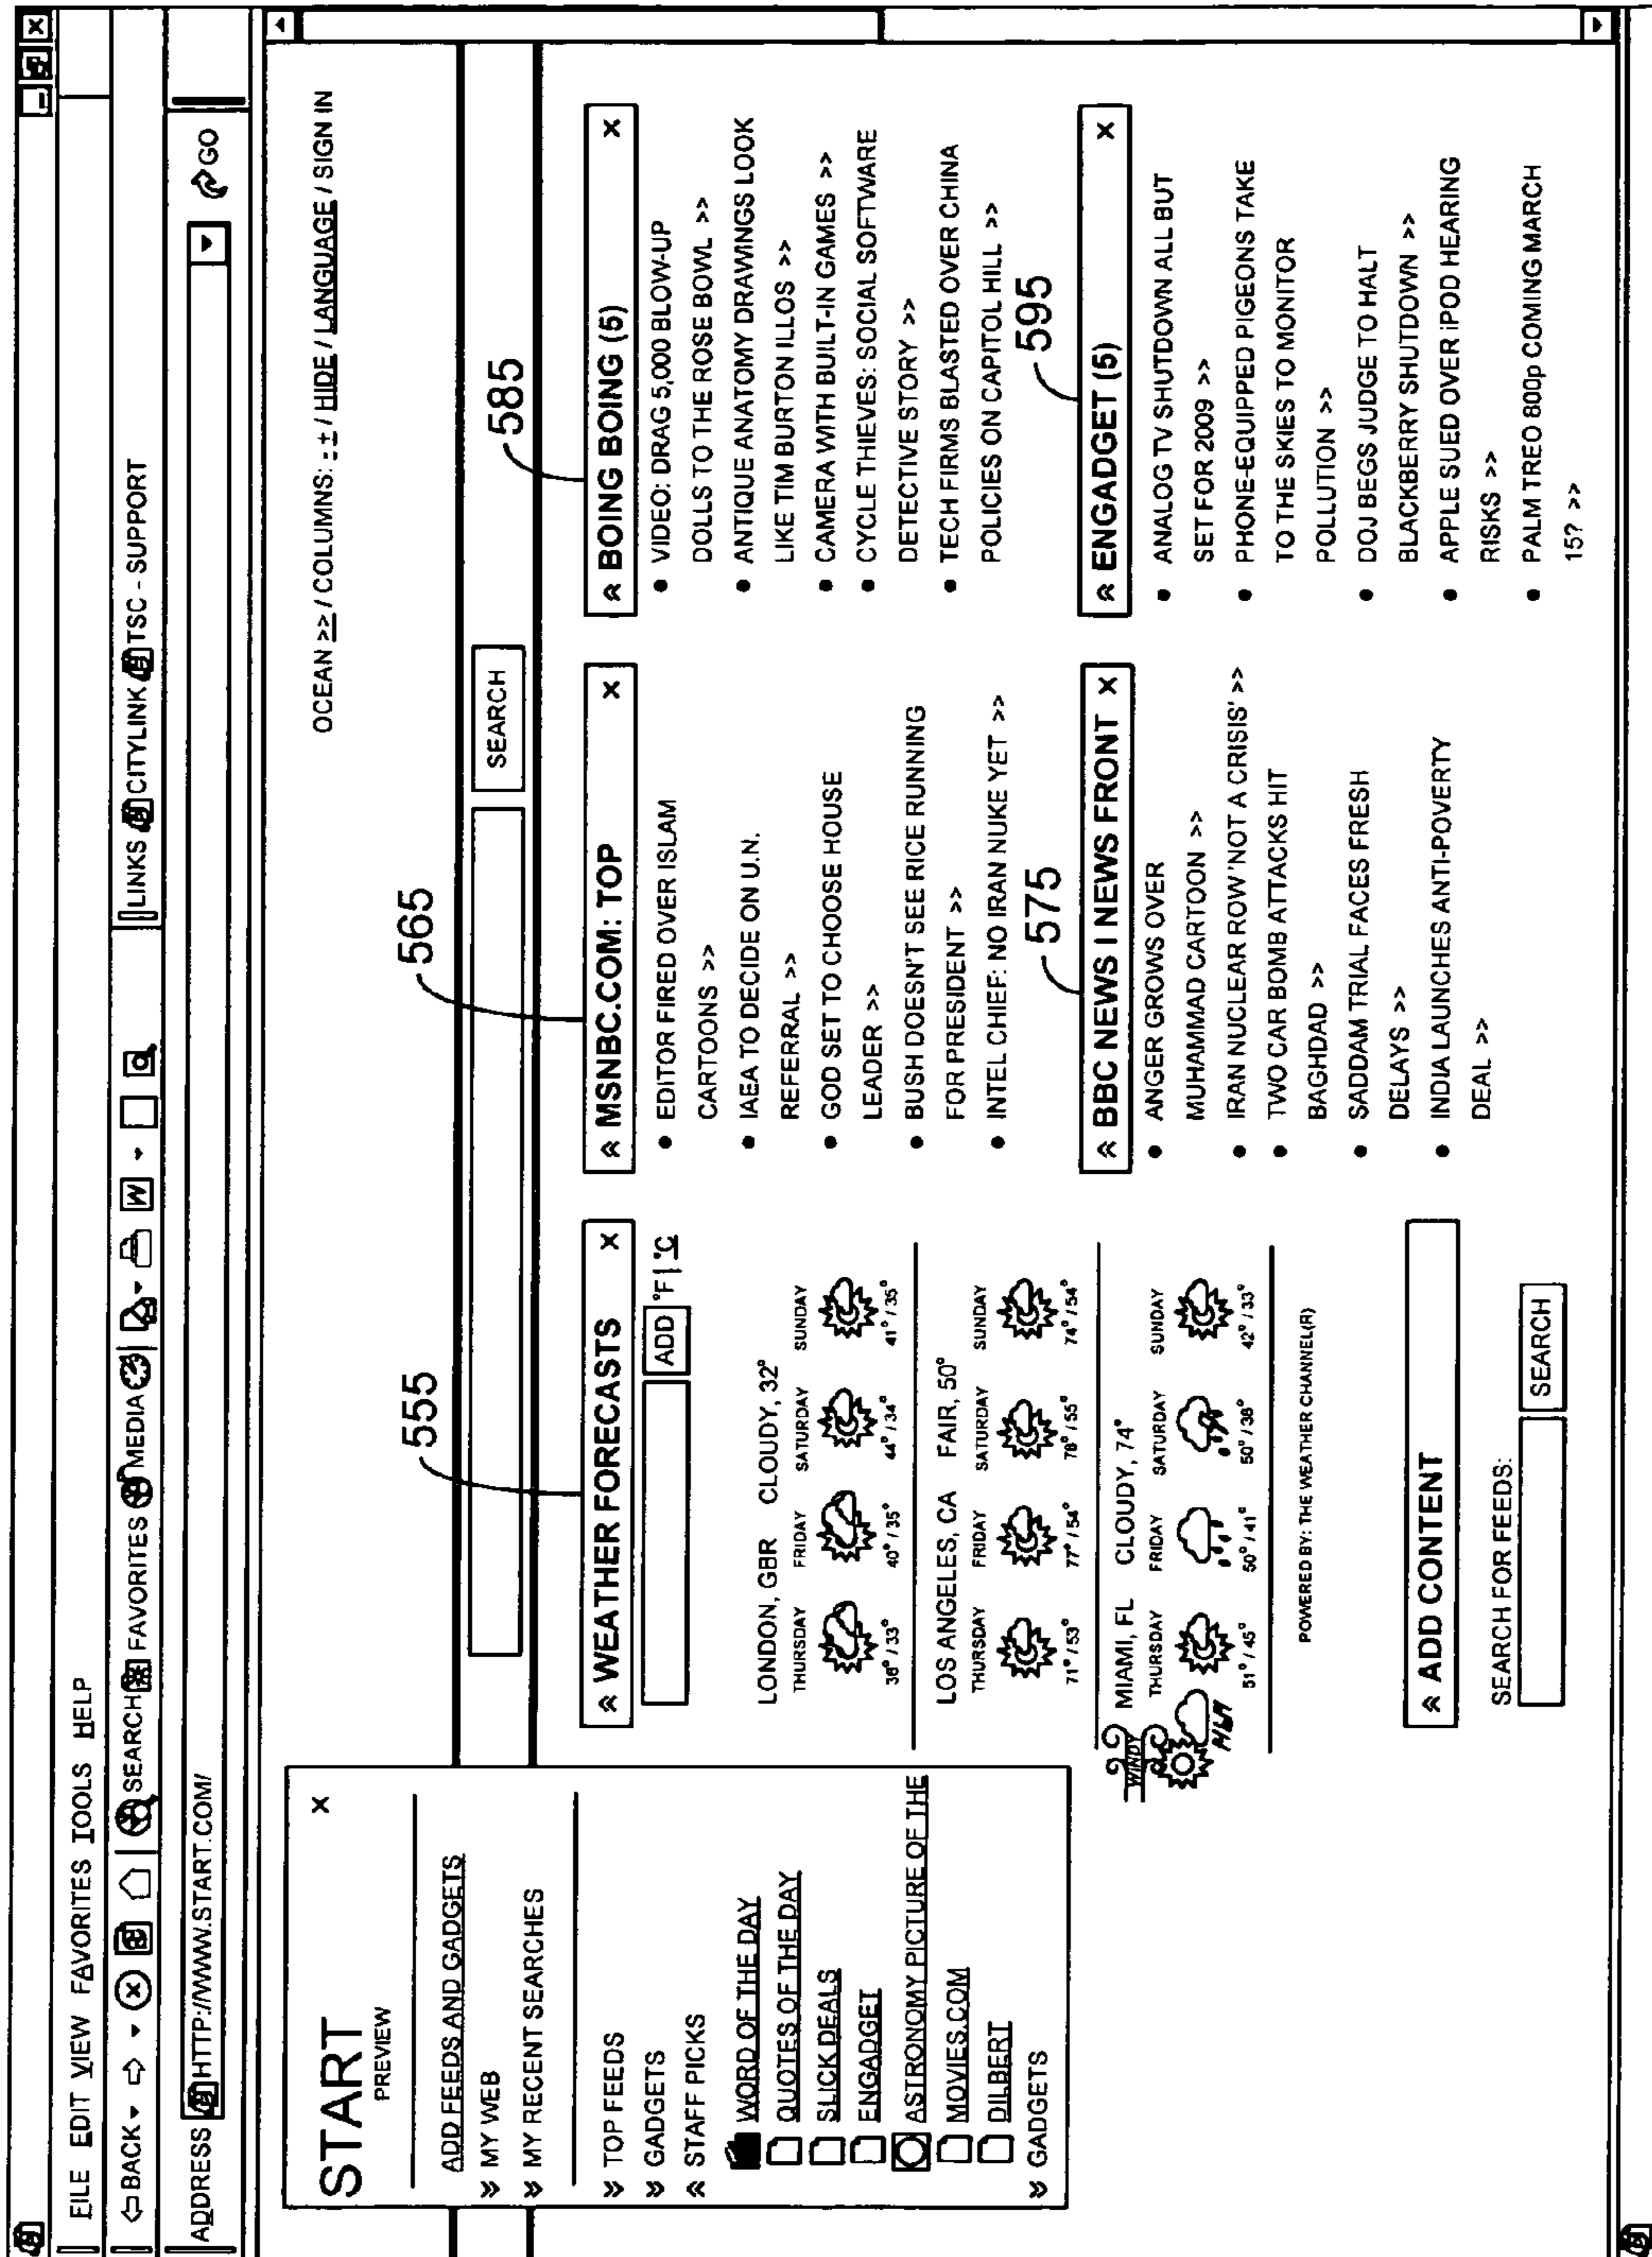 FILE EDIT VIEW FAVORITES TOOLS HELP
BACK SEARCH FAVORITES MEDIA W LINKS CITYLINK TSC - SUPPORT
ADDRESS HTTP://WWW.START.COM/ GO
START
PREVIEW
ADD FEEDS AND GADGETS
MY WEB
MY RECENT SEARCHES
TOP FEEDS
GADGETS
STAFF PICKS
WORD OF THE DAY
QUOTES OF THE DAY
SLICK DEALS
ENGADGET
ASTRONOMY PICTURE OF THE
MOVIES.COM
DILBERT
GADGETS
OCEAN >> / COLUMNS: - ± / HIDE / LANGUAGE / SIGN IN
SEARCH
555
WEATHER FORECASTS X
ADD °F|°C
LONDON, GBR CLOUDY, 32°
THURSDAY FRIDAY SATURDAY SUNDAY
36° / 33° 40° / 35° 44° / 34° 41° / 35°
LOS ANGELES, CA FAIR, 50°
THURSDAY FRIDAY SATURDAY SUNDAY
71° / 53° 77° / 54° 78° / 55° 74° / 54°
WINDY
MIAMI, FL CLOUDY, 74°
THURSDAY FRIDAY SATURDAY SUNDAY
51° / 45° 50° / 41° 50° / 38° 42° / 33°
POWERED BY: THE WEATHER CHANNEL(R)
ADD CONTENT
SEARCH FOR FEEDS:
SEARCH
565
MSNBC.COM: TOP X
• EDITOR FIRED OVER ISLAM
CARTOONS >>
• IAEA TO DECIDE ON U.N.
REFERRAL >>
• GOD SET TO CHOOSE HOUSE
LEADER >>
• BUSH DOESN'T SEE RICE RUNNING
FOR PRESIDENT >>
• INTEL CHIEF: NO IRAN NUKE YET >>
575
BBC NEWS I NEWS FRONT X
• ANGER GROWS OVER
MUHAMMAD CARTOON >>
• IRAN NUCLEAR ROW 'NOT A CRISIS' >>
• TWO CAR BOMB ATTACKS HIT
BAGHDAD >>
• SADDAM TRIAL FACES FRESH
DELAYS >>
• INDIA LAUNCHES ANTI-POVERTY
DEAL >>
585
BOING BOING (5) X
• VIDEO: DRAG 5,000 BLOW-UP
DOLLS TO THE ROSE BOWL >>
• ANTIQUE ANATOMY DRAWINGS LOOK
LIKE TIM BURTON ILLOS >>
• CAMERA WITH BUILT-IN GAMES >>
• CYCLE THIEVES: SOCIAL SOFTWARE
DETECTIVE STORY >>
• TECH FIRMS BLASTED OVER CHINA
POLICIES ON CAPITOL HILL >>
595
ENGADGET (5) X
• ANALOG TV SHUTDOWN ALL BUT
SET FOR 2009 >>
• PHONE-EQUIPPED PIGEONS TAKE
TO THE SKIES TO MONITOR
POLLUTION >>
• DOJ BEGS JUDGE TO HALT
BLACKBERRY SHUTDOWN >>
• APPLE SUED OVER iPOD HEARING
RISKS >>
• PALM TREO 800p COMING MARCH
15? >>